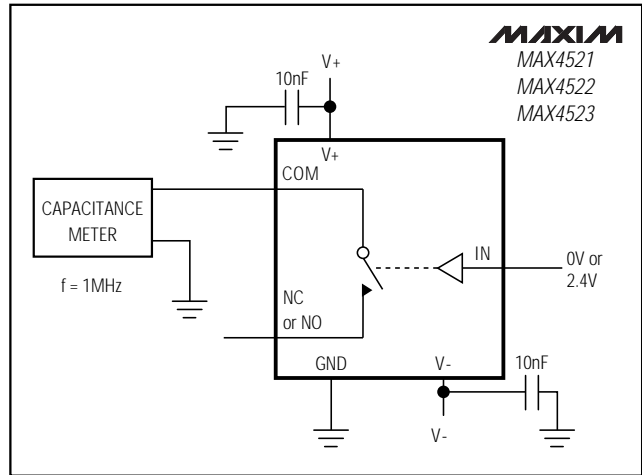 MAXIM
MAX4521
MAX4522
MAX4523
V+
10nF
V+
COM
CAPACITANCE
METER
f = 1MHz
IN
0V or
2.4V
NC
or NO
GND
V-
10nF
V-